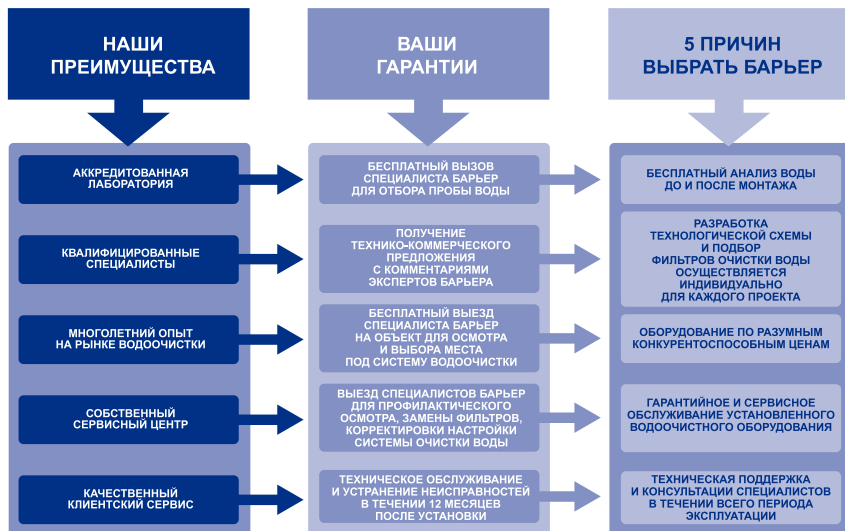 НАШИ
ПРЕИМУЩЕСТВА
ВАШИ
ГАРАНТИИ
5 ПРИЧИН
ВЫБРАТЬ БАРЬЕР
АККРЕДИТОВАННАЯ
ЛАБОРАТОРИЯ
БЕСПЛАТНЫЙ ВЫЗОВ
СПЕЦИАЛИСТА БАРЬЕР
ДЛЯ ОТБОРА ПРОБЫ ВОДЫ
БЕСПЛАТНЫЙ АНАЛИЗ ВОДЫ
ДО И ПОСЛЕ МОНТАЖА
КВАЛИФИЦИРОВАННЫЕ
СПЕЦИАЛИСТЫ
ПОЛУЧЕНИЕ
ТЕХНИКО-КОММЕРЧЕСКОГО
ПРЕДЛОЖЕНИЯ
С КОММЕНТАРИЯМИ
ЭКСПЕРТОВ БАРЬЕРА
РАЗРАБОТКА
ТЕХНОЛОГИЧЕСКОЙ СХЕМЫ
И ПОДБОР
ФИЛЬТРОВ ОЧИСТКИ ВОДЫ
ОСУЩЕСТВЛЯЕТСЯ
ИНДИВИДУАЛЬНО
ДЛЯ КАЖДОГО ПРОЕКТА
МНОГОЛЕТНИЙ ОПЫТ
НА РЫНКЕ ВОДООЧИСТКИ
БЕСПЛАТНЫЙ ВЫЕЗД
СПЕЦИАЛИСТА БАРЬЕР
НА ОБЪЕКТ ДЛЯ ОСМОТРА
И ВЫБОРА МЕСТА
ПОД СИСТЕМУ ВОДООЧИСТКИ
ОБОРУДОВАНИЕ ПО РАЗУМНЫМ
КОНКУРЕНТОСПОСОБНЫМ ЦЕНАМ
СОБСТВЕННЫЙ
СЕРВИСНЫЙ ЦЕНТР
ВЫЕЗД СПЕЦИАЛИСТОВ БАРЬЕР
ДЛЯ ПРОФИЛАКТИЧЕСКОГО
ОСМОТРА, ЗАМЕНЫ ФИЛЬТРОВ,
КОРРЕКТИРОВКИ НАСТРОЙКИ
СИСТЕМЫ ОЧИСТКИ ВОДЫ
ГАРАНТИЙНОЕ И СЕРВИСНОЕ
ОБСЛУЖИВАНИЕ УСТАНОВЛЕННОГО
ВОДООЧИСТНОГО ОБОРУДОВАНИЯ
КАЧЕСТВЕННЫЙ
КЛИЕНТСКИЙ СЕРВИС
ТЕХНИЧЕСКОЕ ОБСЛУЖИВАНИЕ
И УСТРАНЕНИЕ НЕИСПРАВНОСТЕЙ
В ТЕЧЕНИИ 12 МЕСЯЦЕВ
ПОСЛЕ УСТАНОВКИ
ТЕХНИЧЕСКАЯ ПОДДЕРЖКА
И КОНСУЛЬТАЦИИ СПЕЦИАЛИСТОВ
В ТЕЧЕНИИ ВСЕГО ПЕРИОДА
ЭКСПЛУАТАЦИИ